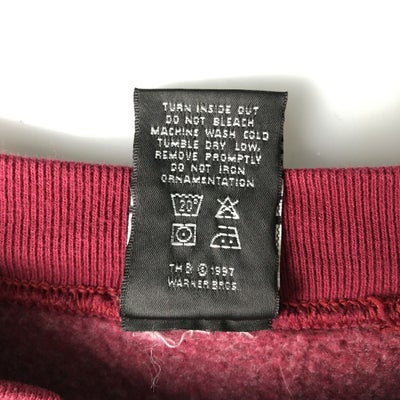 TURN INSIDE OUT
DO NOT BLEACH
MACHINE WASH COLD
TUMBLE DRY LOW,
REMOVE PROMPTLY
DO NOT IRON
ORNAMENTATION
20°
TM & © 1997
WARNER BROS.